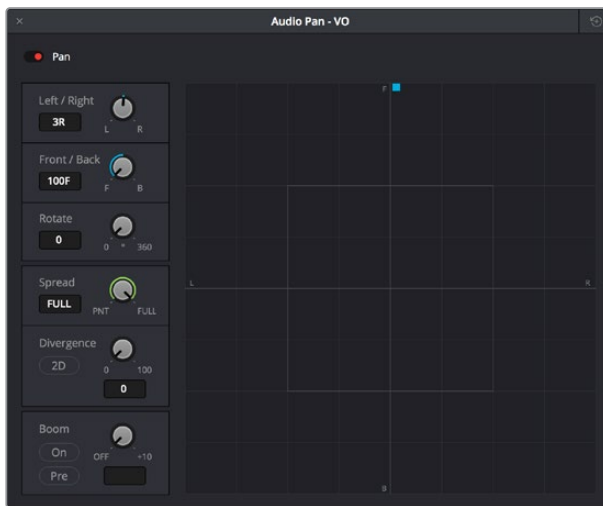 × Audio Pan - VO
Pan
Left / Right
3R
L R
Front / Back
100F
F B
Rotate
0
0 ° 360
Spread
FULL
PNT FULL
Divergence
2D
0 100
0
Boom
On
OFF +10
Pre
F
L R
B